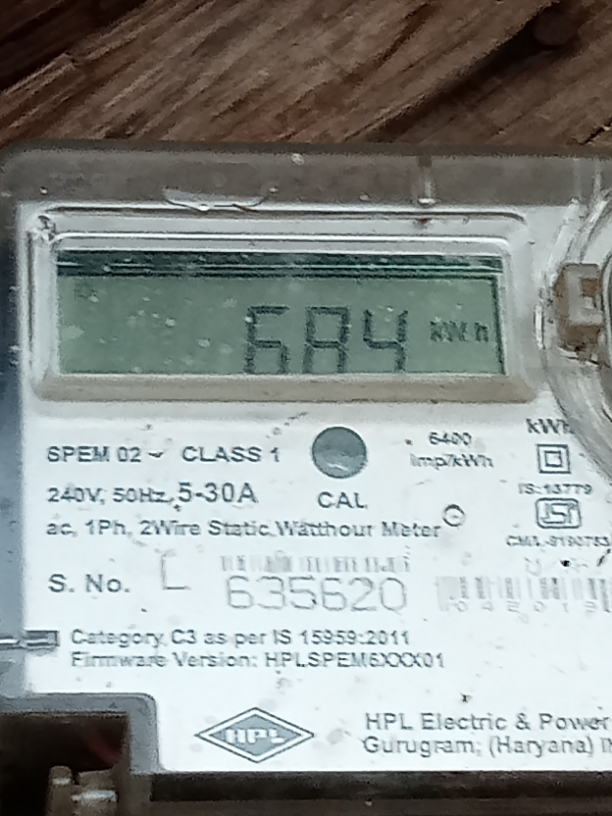 684 kWh
SPEM 02 - CLASS 1
6400
imp/kWh
kWh
240V, 50Hz, 5-30A
CAL
IS:13779
ac, 1Ph, 2Wire Static Watthour Meter
S. No. L 635620
Category C3 as per IS 15959:2011
Firmware Version: HPLSPEM6XXX01
HPL
HPL Electric & Power
Gurugram, (Haryana)